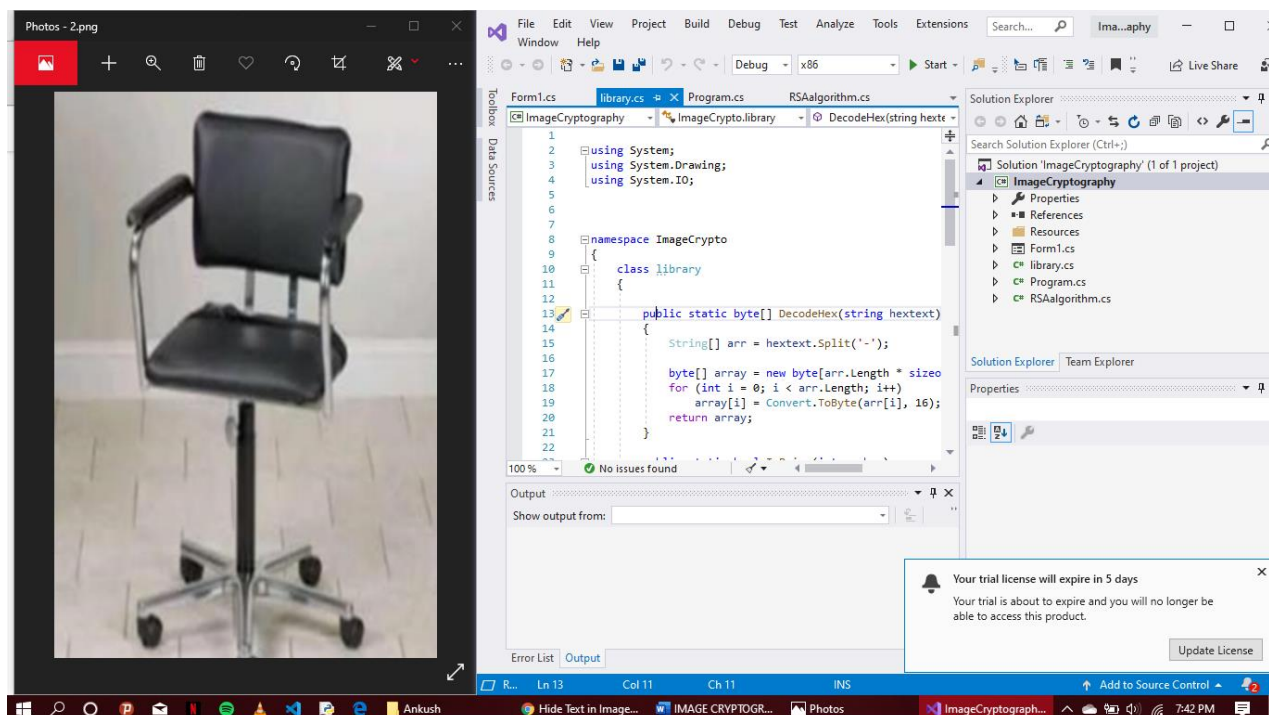 Photos - 2.png
File Edit View Project Build Debug Test Analyze Tools Extensions
Window Help
Search...
Ima...aphy
Debug x86 Start
Live Share
Toolbox
Data Sources
Form1.cs library.cs Program.cs RSAalgorithm.cs
ImageCryptography ImageCrypto.library DecodeHex(string hexte
1
2 using System;
3 using System.Drawing;
4 using System.IO;
5
6
7
8 namespace ImageCrypto
9 {
10 class library
11 {
12
13 public static byte[] DecodeHex(string hextext)
14 {
15 String[] arr = hextext.Split('-');
16
17 byte[] array = new byte[arr.Length * sizeo
18 for (int i = 0; i < arr.Length; i++)
19 array[i] = Convert.ToByte(arr[i], 16);
20 return array;
21 }
22
100 % No issues found
Output
Show output from:
Error List Output
Solution Explorer
Search Solution Explorer (Ctrl+;)
Solution 'ImageCryptography' (1 of 1 project)
ImageCryptography
Properties
References
Resources
Form1.cs
library.cs
Program.cs
RSAalgorithm.cs
Solution Explorer Team Explorer
Properties
Your trial license will expire in 5 days
Your trial is about to expire and you will no longer be
able to access this product.
Update License
R... Ln 13 Col 11 Ch 11 INS Add to Source Control 2
Ankush Hide Text in Image... IMAGE CRYPTOGR... Photos ImageCryptograph... 7:42 PM